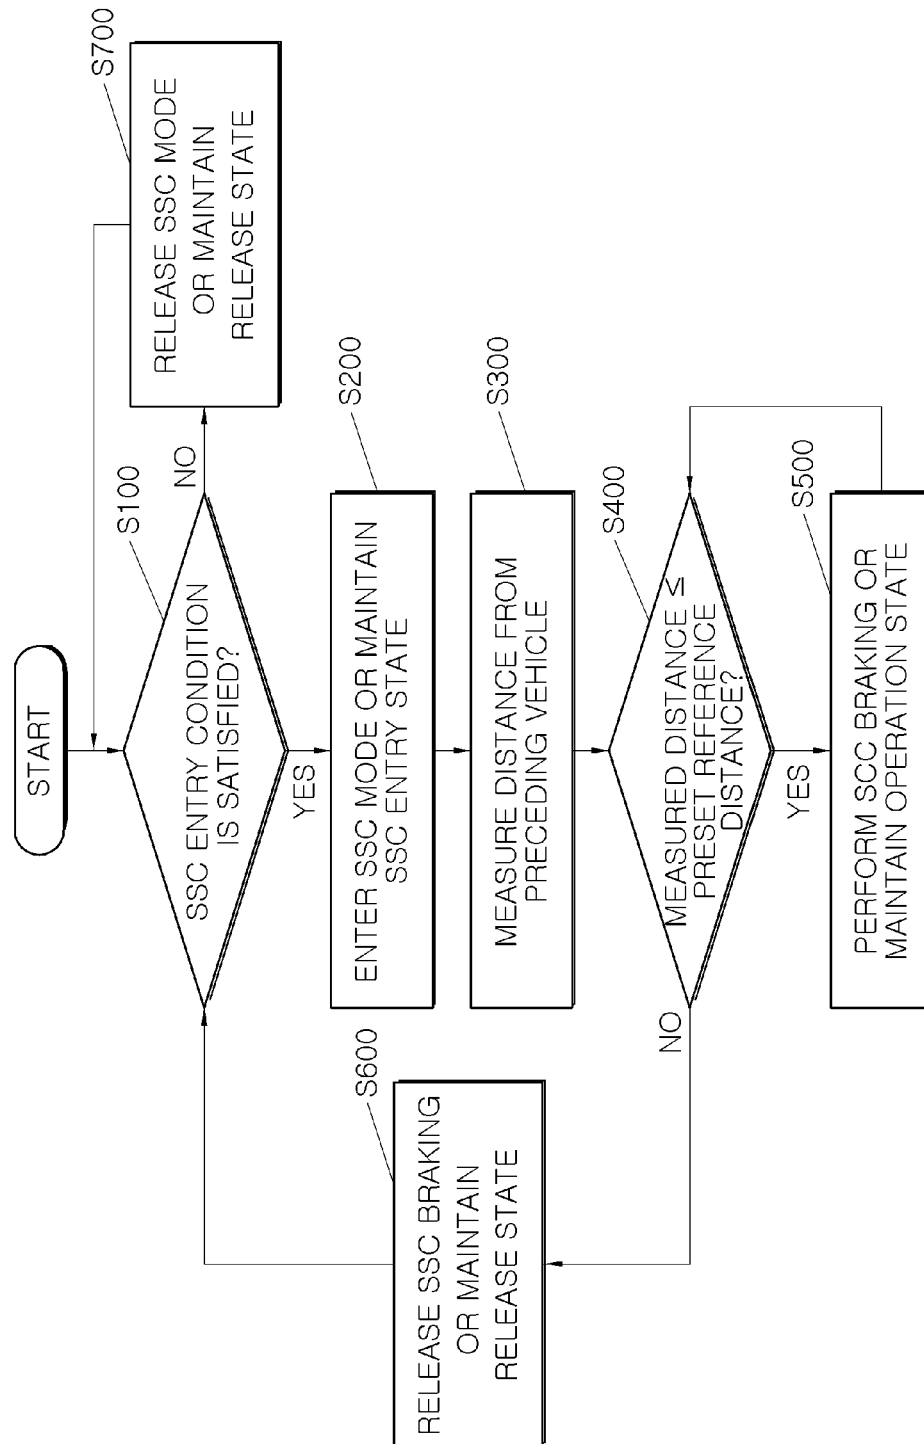 START
S100
SSC ENTRY CONDITION
IS SATISFIED?
NO
S700
RELEASE SSC MODE
OR MAINTAIN
RELEASE STATE
YES
S200
ENTER SSC MODE OR MAINTAIN
SSC ENTRY STATE
S300
MEASURE DISTANCE FROM
PRECEDING VEHICLE
S400
MEASURED DISTANCE ≤
PRESET REFERENCE
DISTANCE?
NO
YES
S600
RELEASE SSC BRAKING
OR MAINTAIN
RELEASE STATE
S500
PERFORM SCC BRAKING OR
MAINTAIN OPERATION STATE